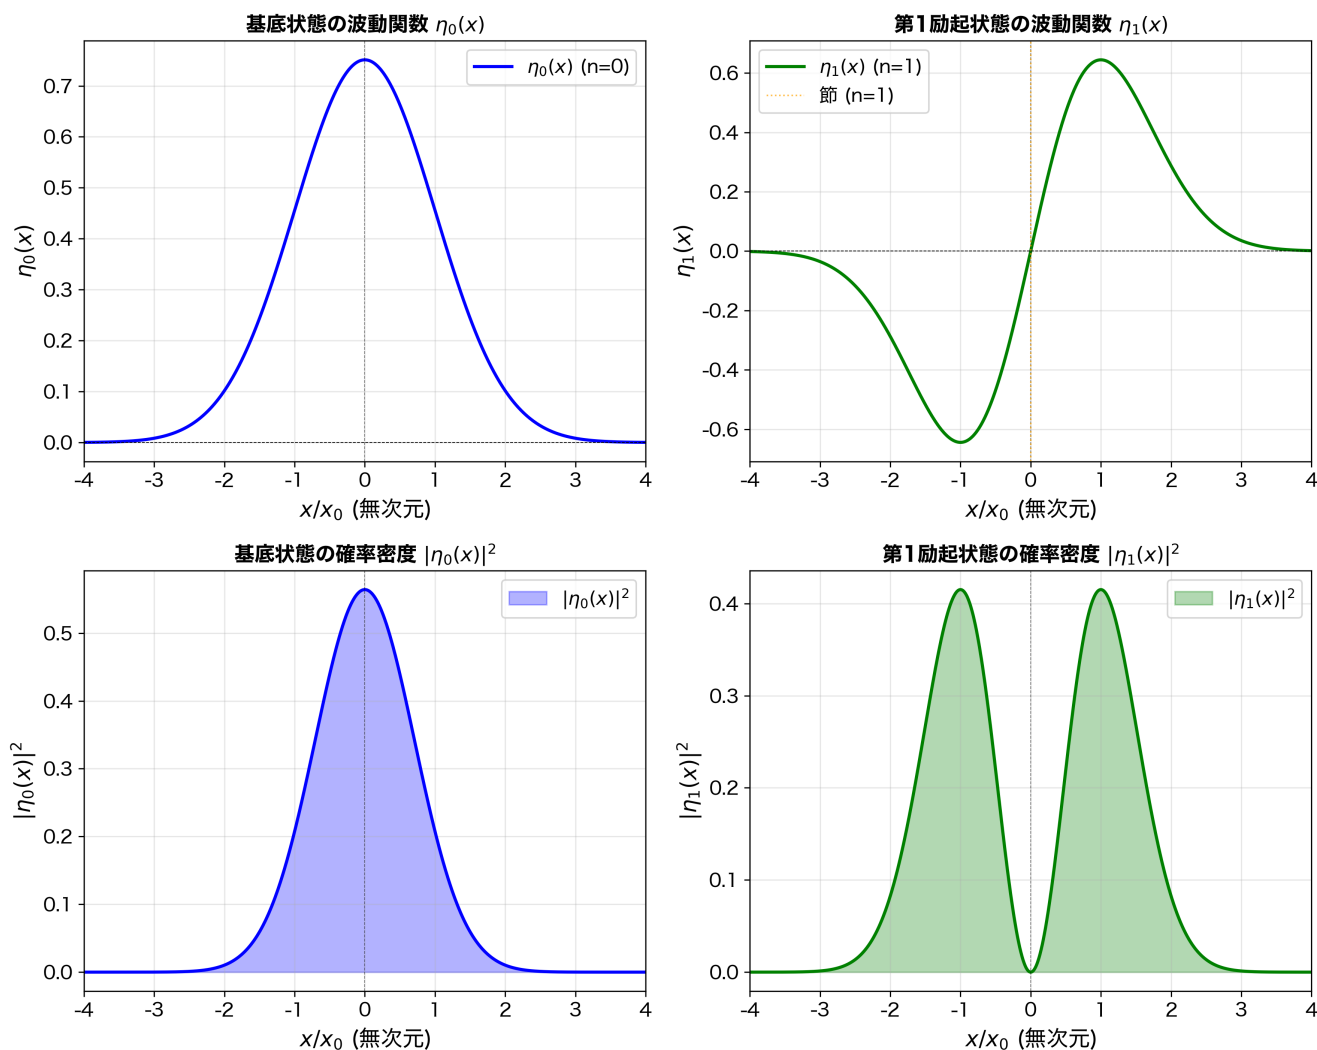 基底状態の波動関数 η₀(x)
η₀(x) (n=0)
η₀(x)
0.7
0.6
0.5
0.4
0.3
0.2
0.1
0.0
-4 -3 -2 -1 0 1 2 3 4
x/x₀ (無次元)
第1励起状態の波動関数 η₁(x)
η₁(x) (n=1)
節 (n=1)
η₁(x)
0.6
0.4
0.2
0.0
-0.2
-0.4
-0.6
-4 -3 -2 -1 0 1 2 3 4
x/x₀ (無次元)
基底状態の確率密度 |η₀(x)|²
|η₀(x)|²
|η₀(x)|²
0.5
0.4
0.3
0.2
0.1
0.0
-4 -3 -2 -1 0 1 2 3 4
x/x₀ (無次元)
第1励起状態の確率密度 |η₁(x)|²
|η₁(x)|²
|η₁(x)|²
0.4
0.3
0.2
0.1
0.0
-4 -3 -2 -1 0 1 2 3 4
x/x₀ (無次元)